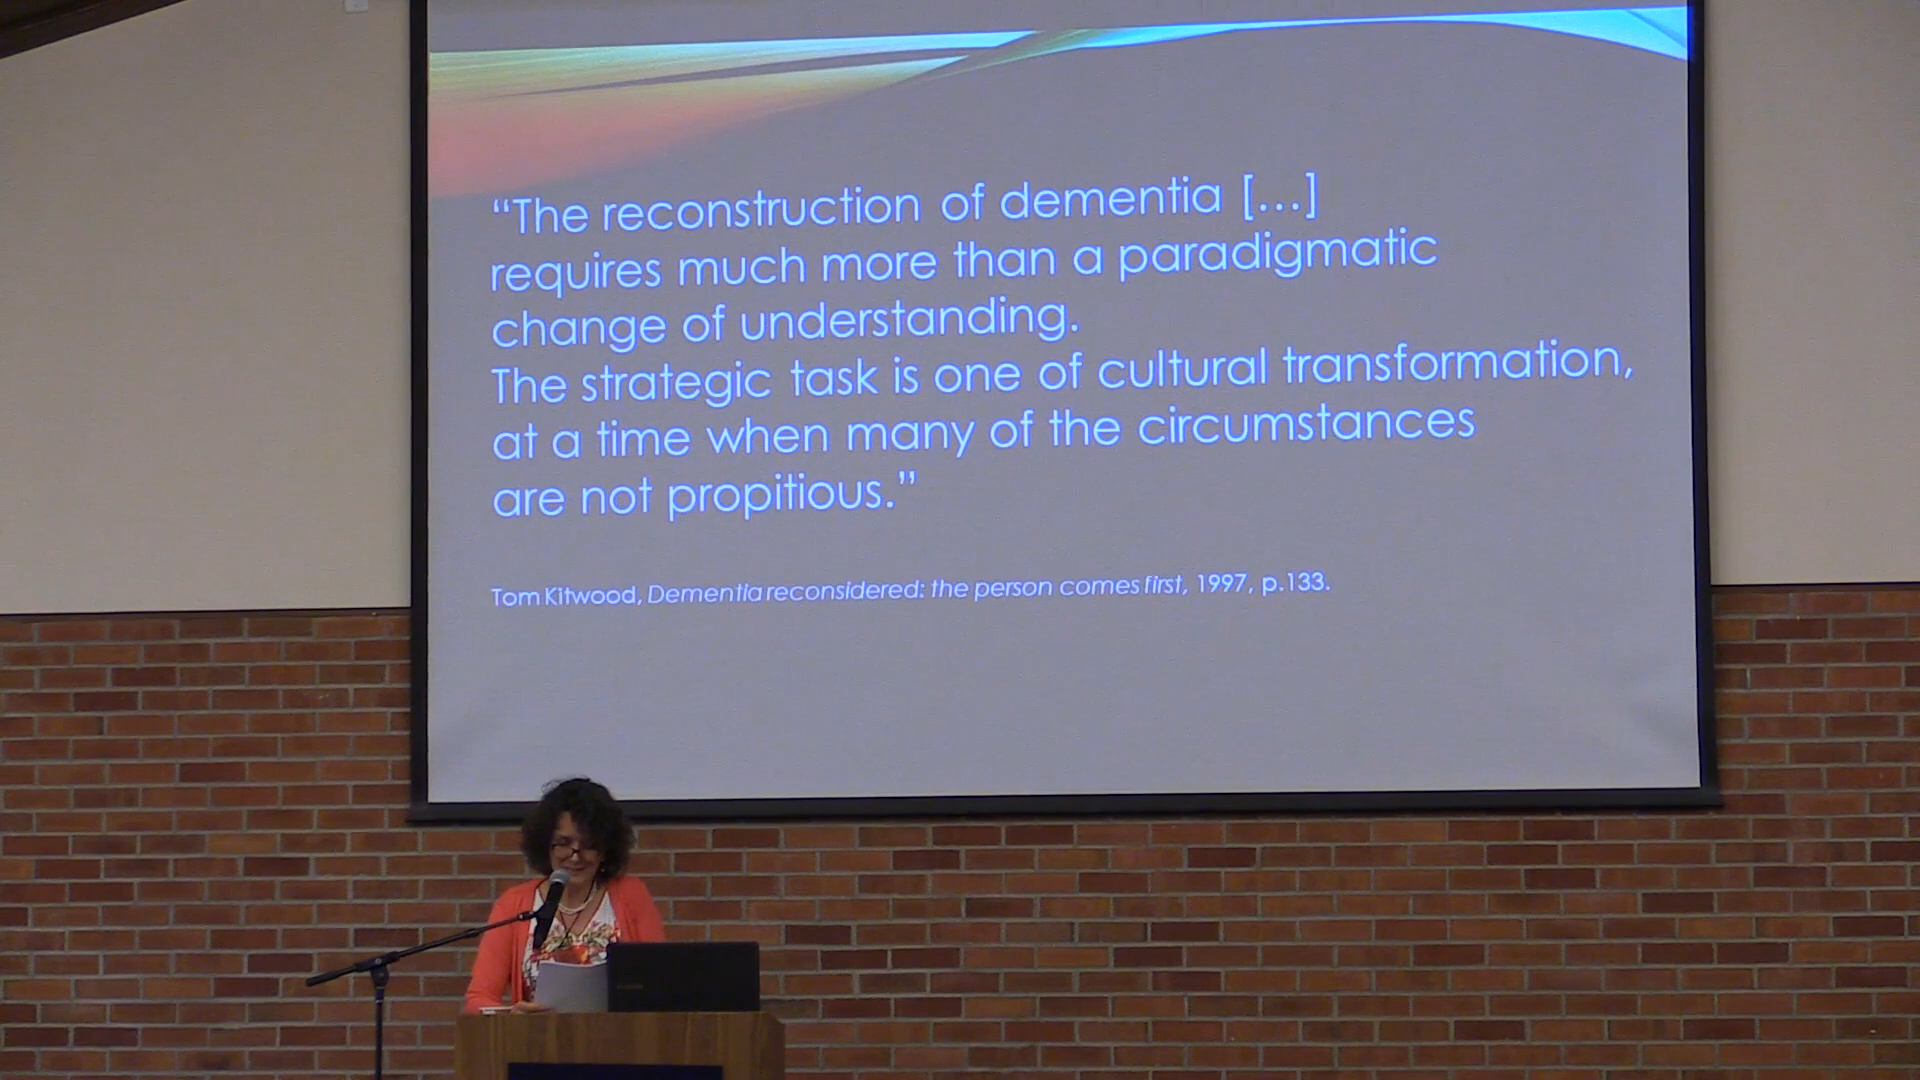 “The reconstruction of dementia […]
requires much more than a paradigmatic
change of understanding.
The strategic task is one of cultural transformation,
at a time when many of the circumstances
are not propitious.”
Tom Kitwood, Dementia reconsidered: the person comes first, 1997, p.133.